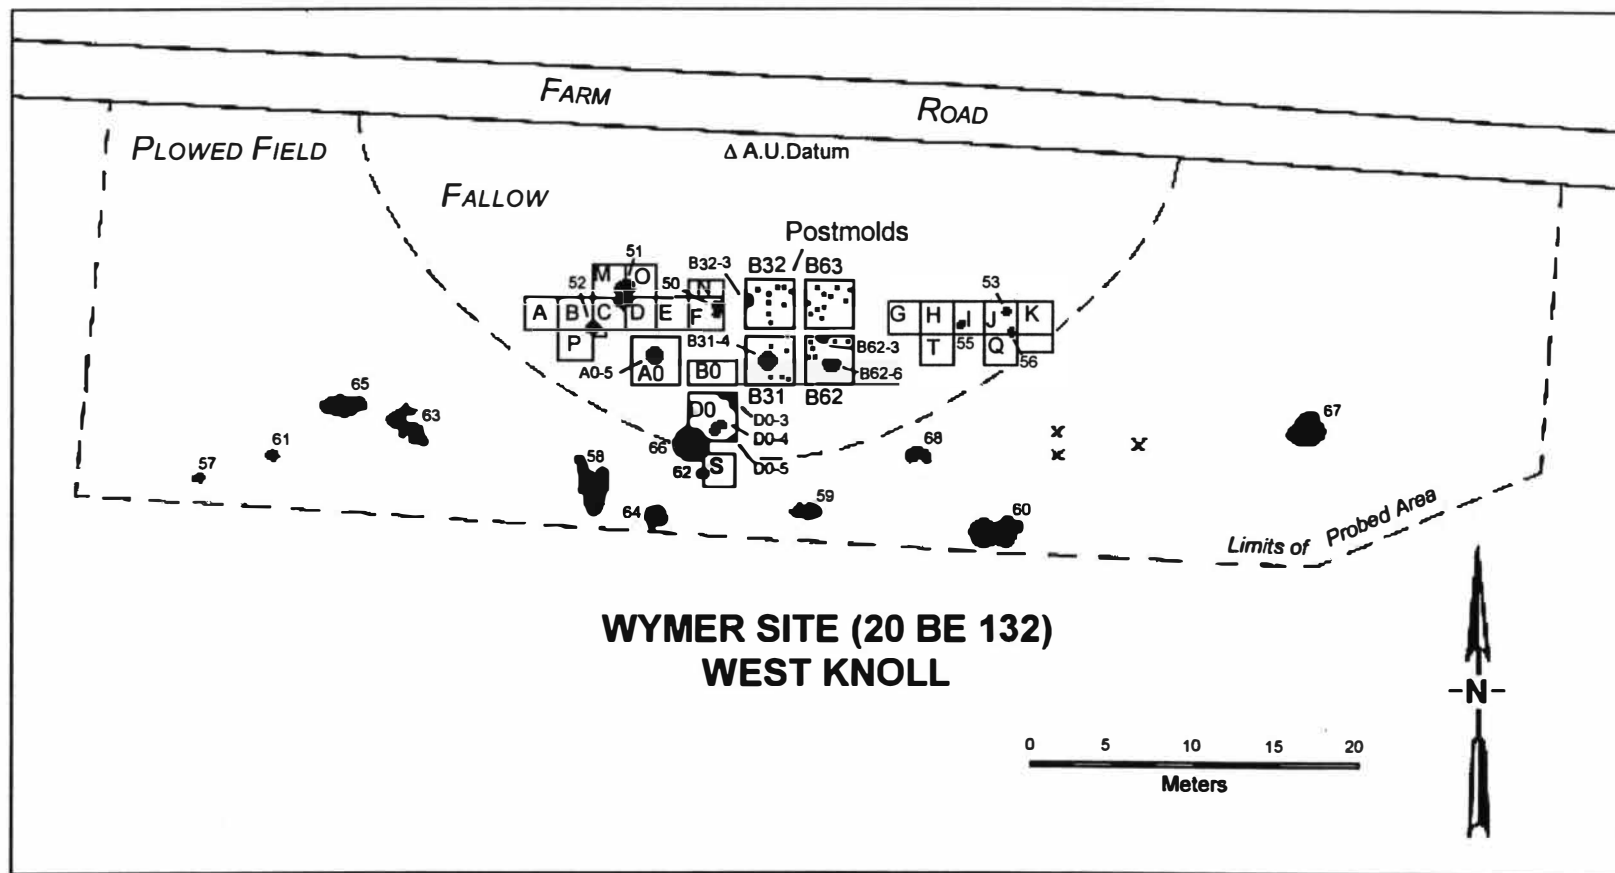 FARM
ROAD
PLOWED FIELD
Δ A.U.Datum
FALLOW
Postmolds
51
B32-3
B32
B63
M
O
52
50
N
53
A
B
C
D
E
F
G
H
I
J
K
P
B31-4
B62-3
T
55
Q
56
A0-5
A0
B0
B62-6
65
B31
B62
63
D0
D0-3
67
D0-4
61
66
68
x
x
x
57
58
62
S
D0-5
64
59
60
Limits of Probed Area
WYMER SITE (20 BE 132)
WEST KNOLL
N
0 5 10 15 20
Meters